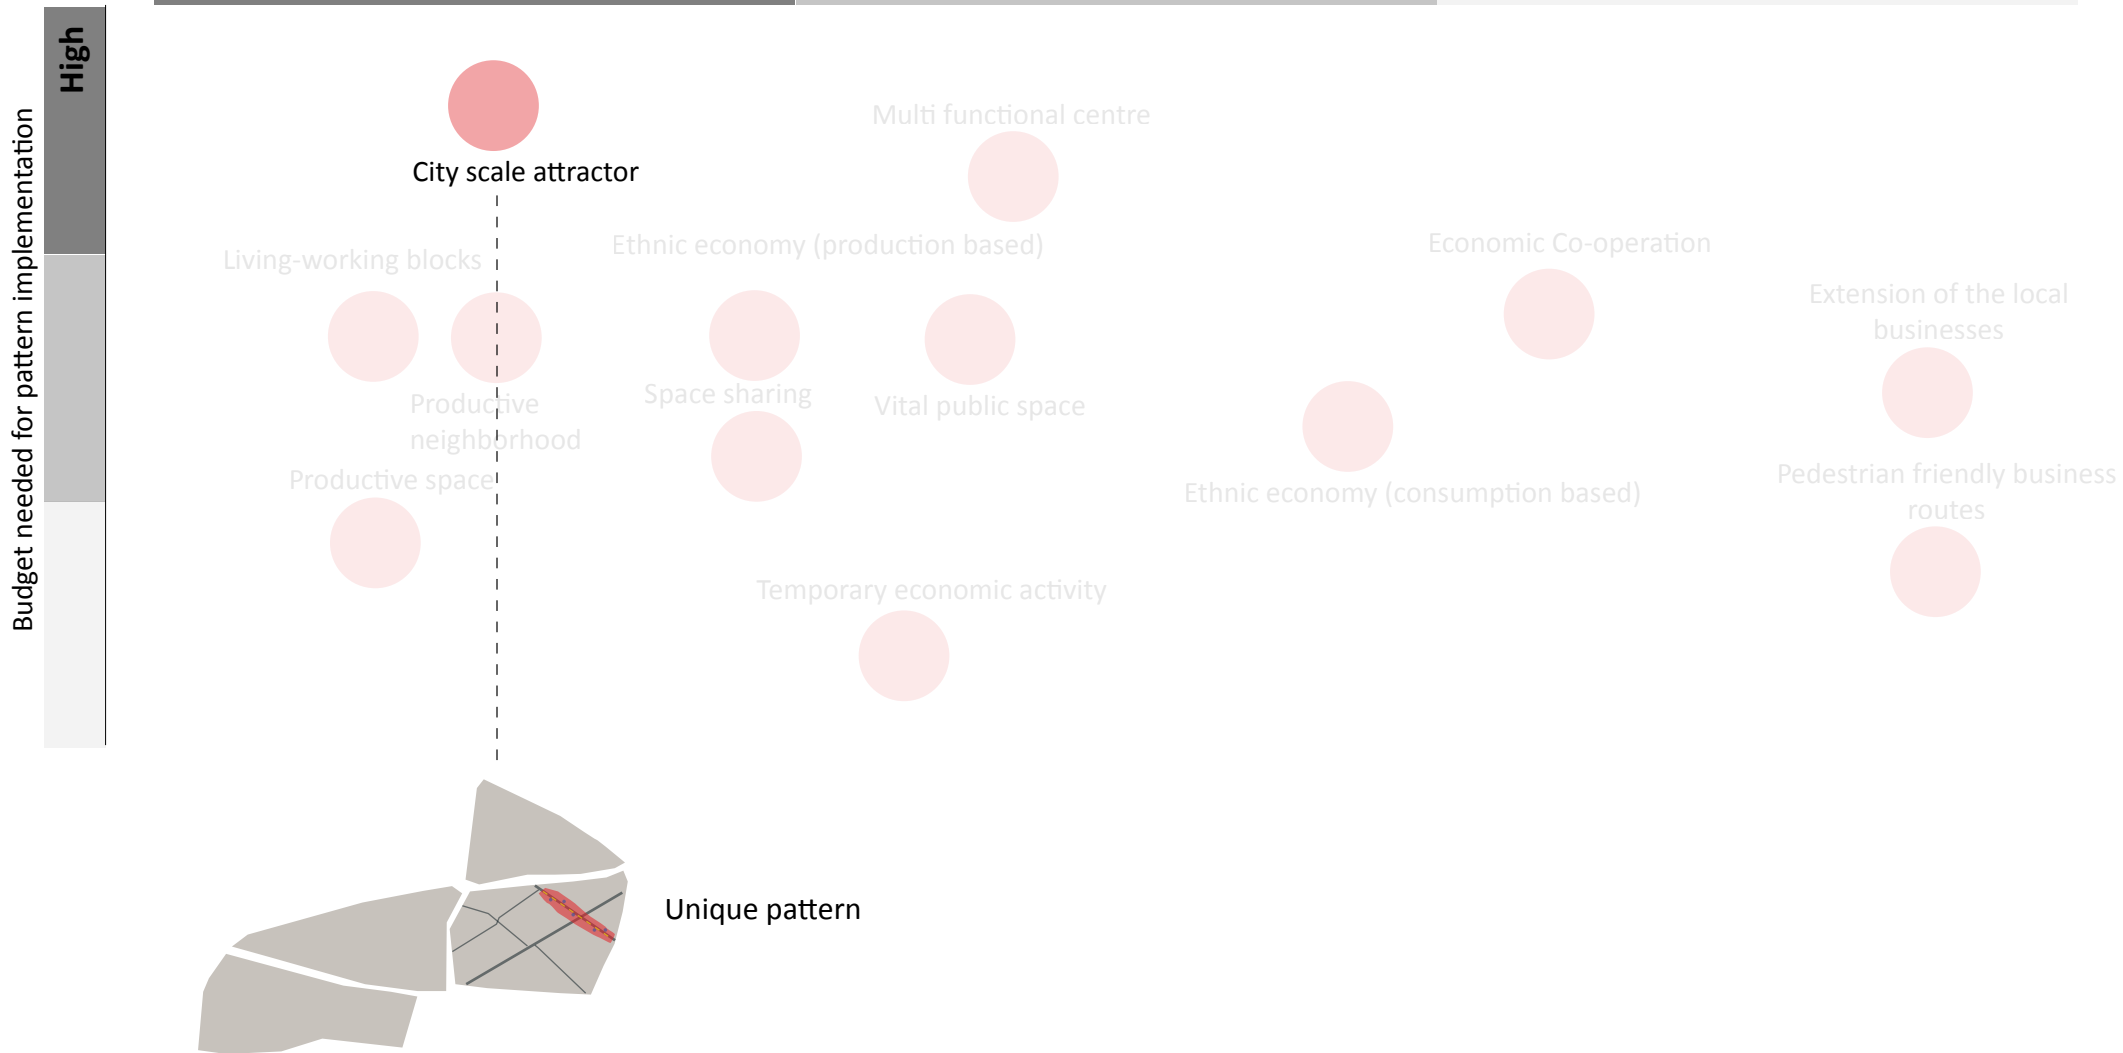 High
Budget needed for pattern implementation
City scale attractor
Multi functional centre
Living-working blocks
Ethnic economy (production based)
Economic Co-operation
Extension of the local
businesses
Productive
neighborhood
Space sharing
Vital public space
Productive space
Ethnic economy (consumption based)
Pedestrian friendly business
routes
Temporary economic activity
Unique pattern